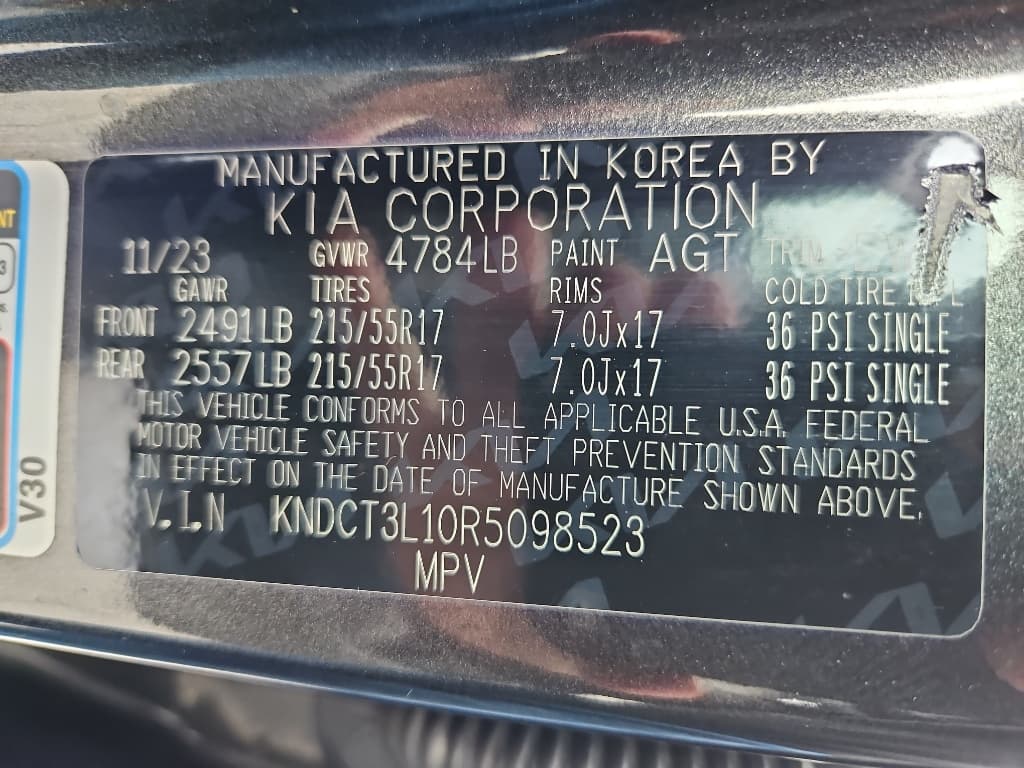 MANUFACTURED IN KOREA BY
KIA CORPORATION
11/23 GVWR 4784LB PAINT AGT TRIM
GAWR TIRES RIMS COLD TIRE
FRONT 2491LB 215/55R17 7.0Jx17 36 PSI SINGLE
REAR 2557LB 215/55R17 7.0Jx17 36 PSI SINGLE
THIS VEHICLE CONFORMS TO ALL APPLICABLE U.S.A. FEDERAL
MOTOR VEHICLE SAFETY AND THEFT PREVENTION STANDARDS
IN EFFECT ON THE DATE OF MANUFACTURE SHOWN ABOVE.
V.I.N KNDCT3L10R5098523
MPV
V30